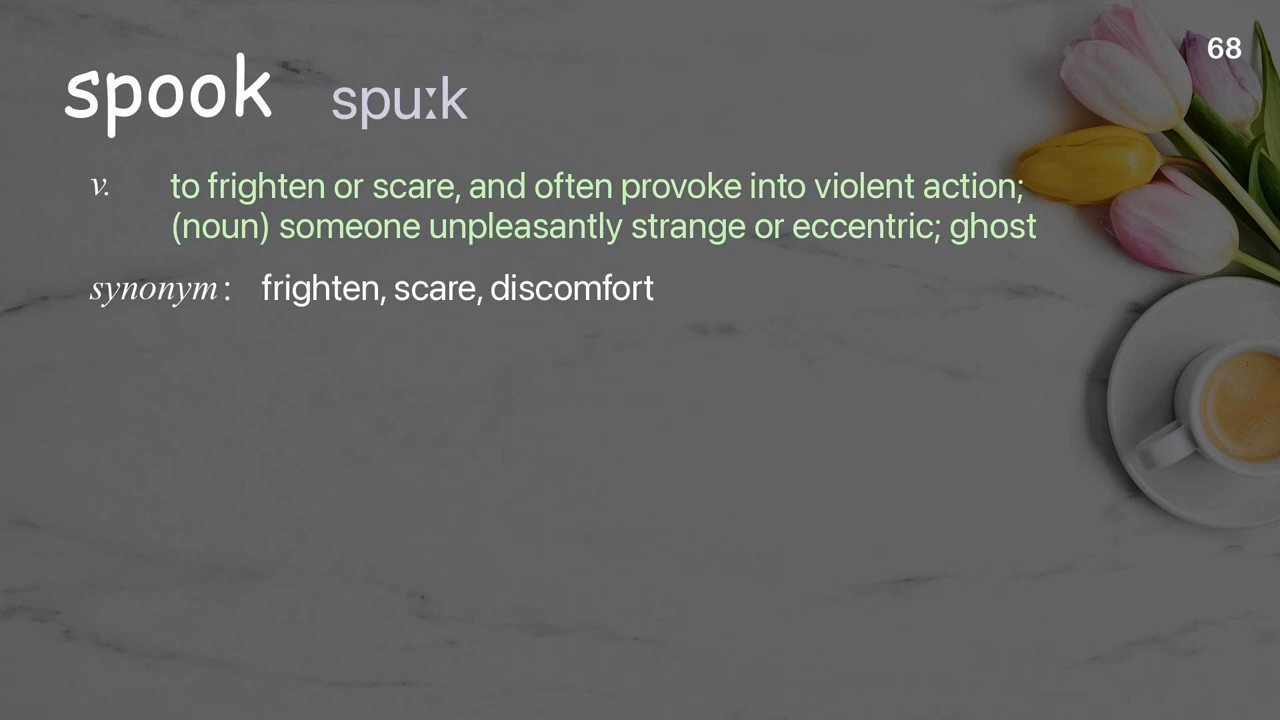 68
spook spuːk
v. to frighten or scare, and often provoke into violent action;
(noun) someone unpleasantly strange or eccentric; ghost
synonym: frighten, scare, discomfort